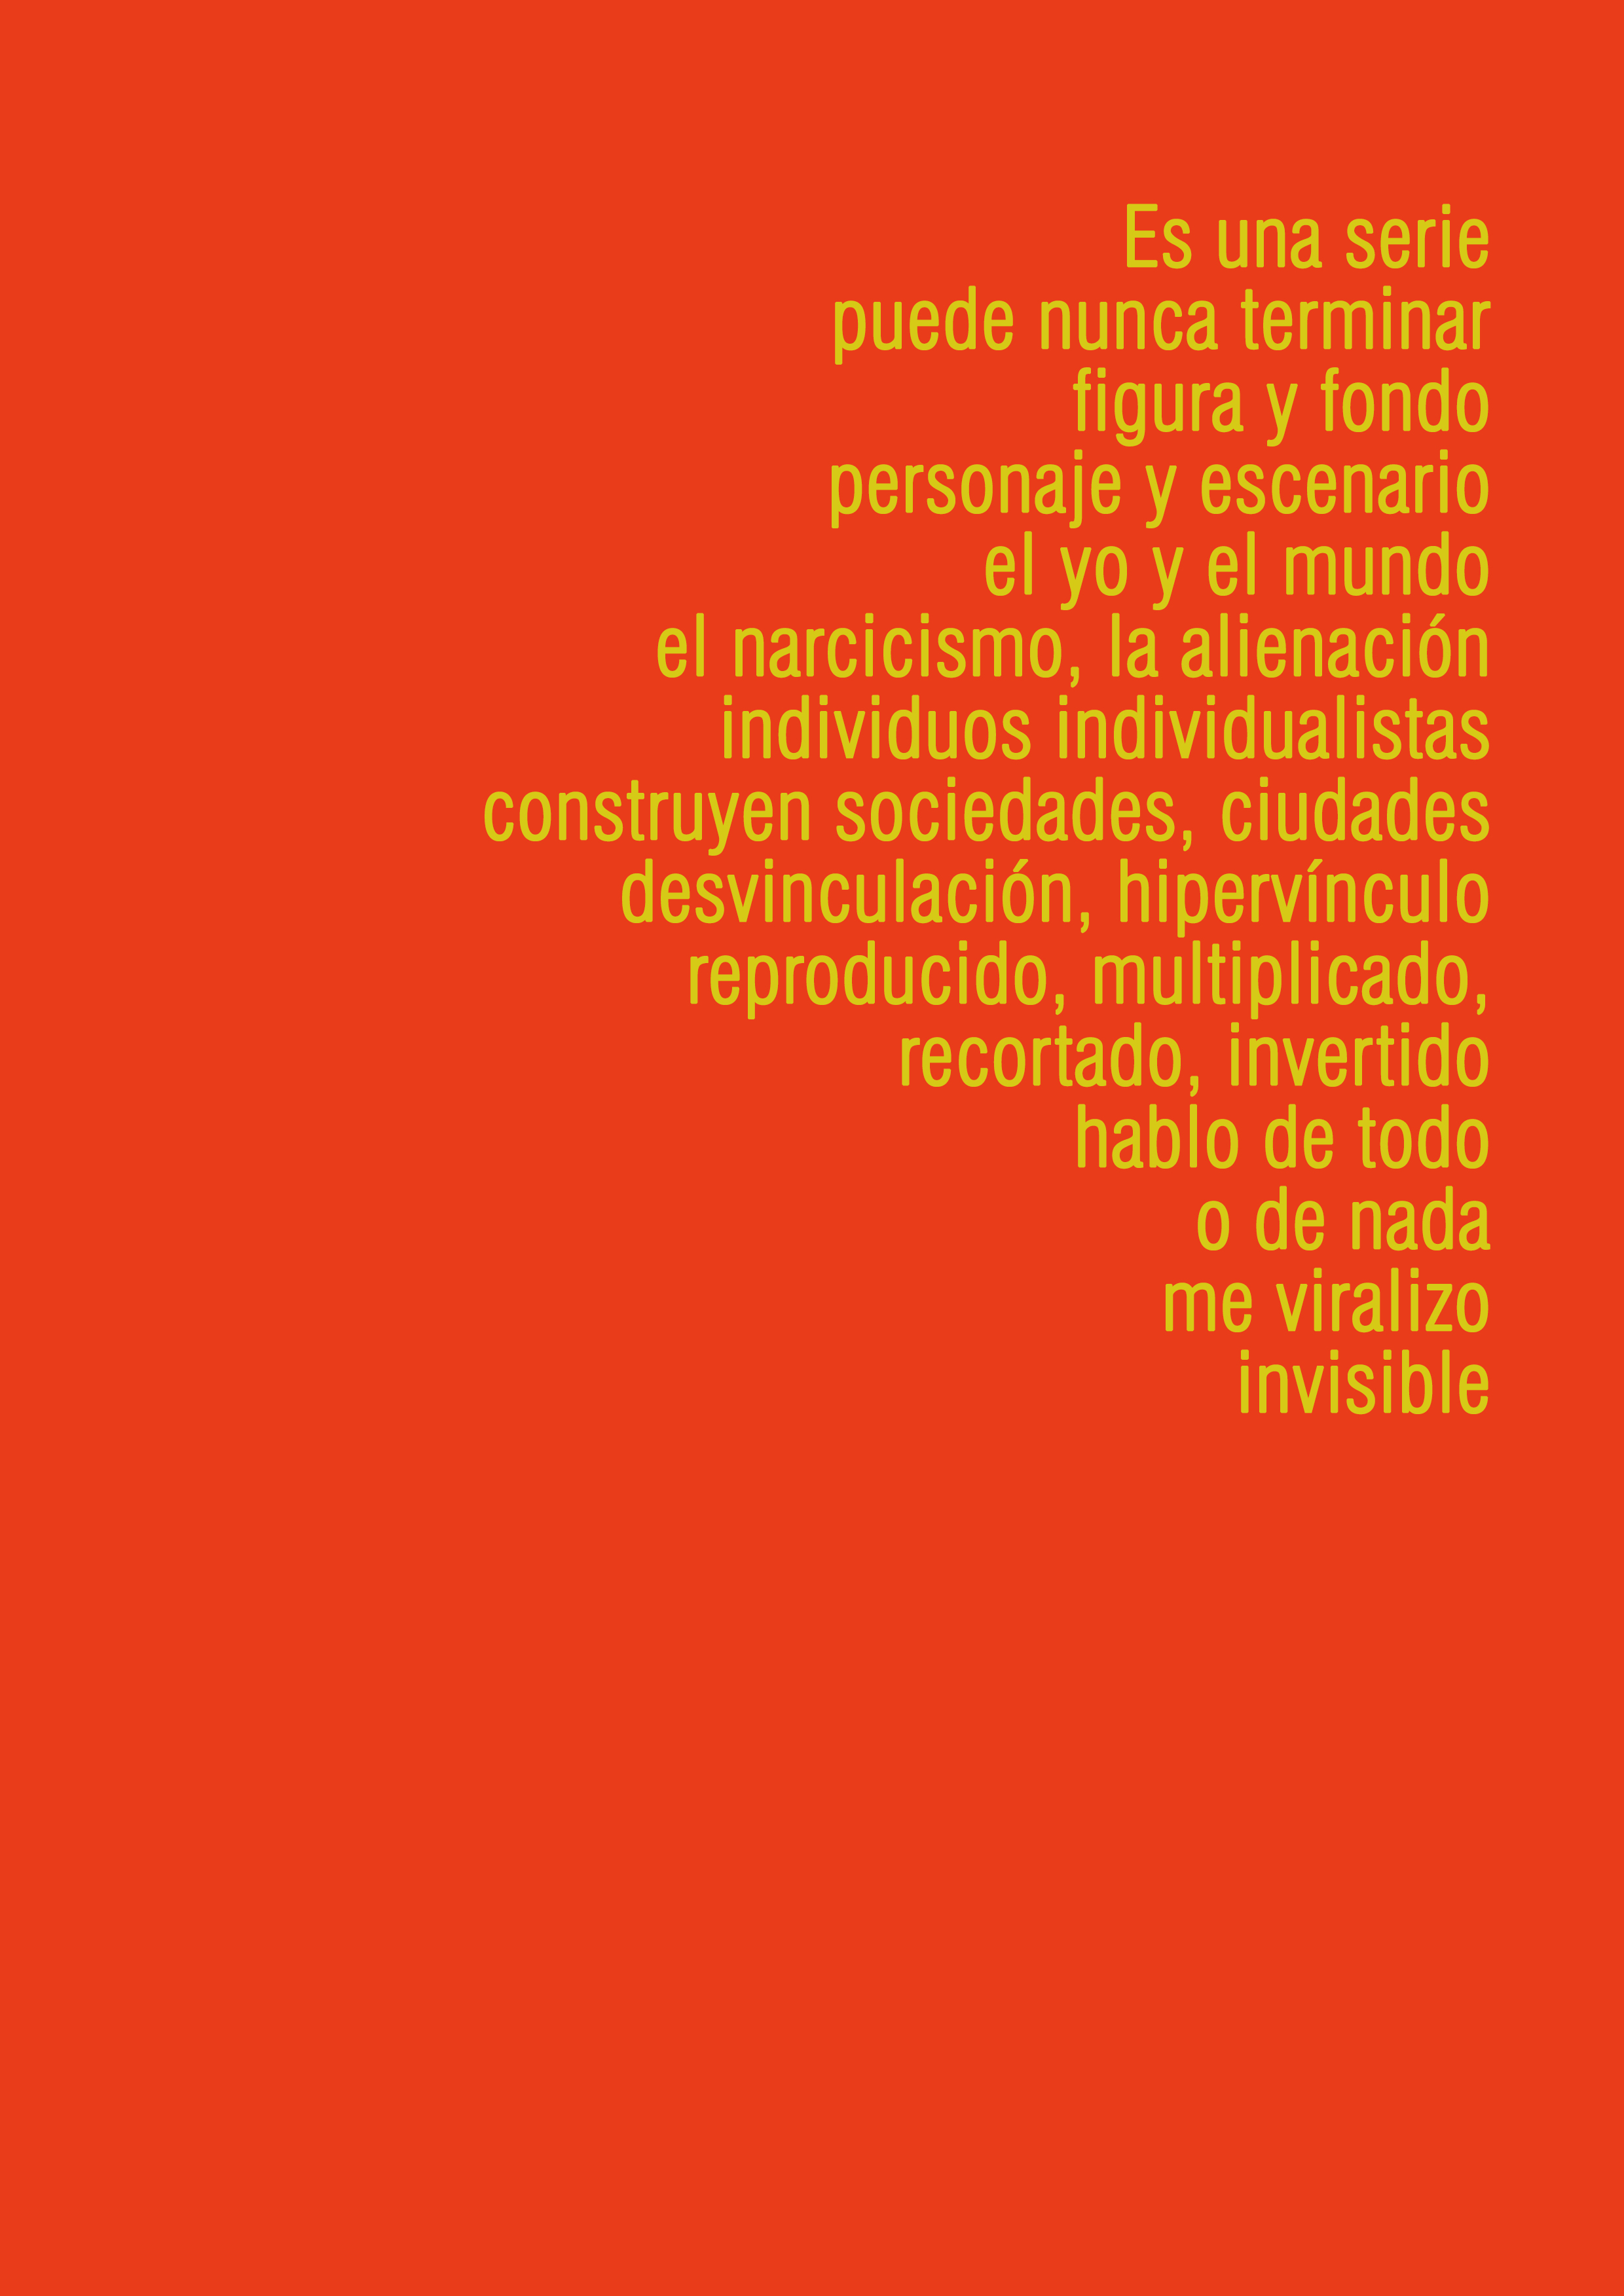 Es una serie
puede nunca terminar
figura y fondo
personaje y escenario
el yo y el mundo
el narcicismo, la alienación
individuos individualistas
construyen sociedades, ciudades
desvinculación, hipervínculo
reproducido, multiplicado,
recortado, invertido
hablo de todo
o de nada
me viralizo
invisible